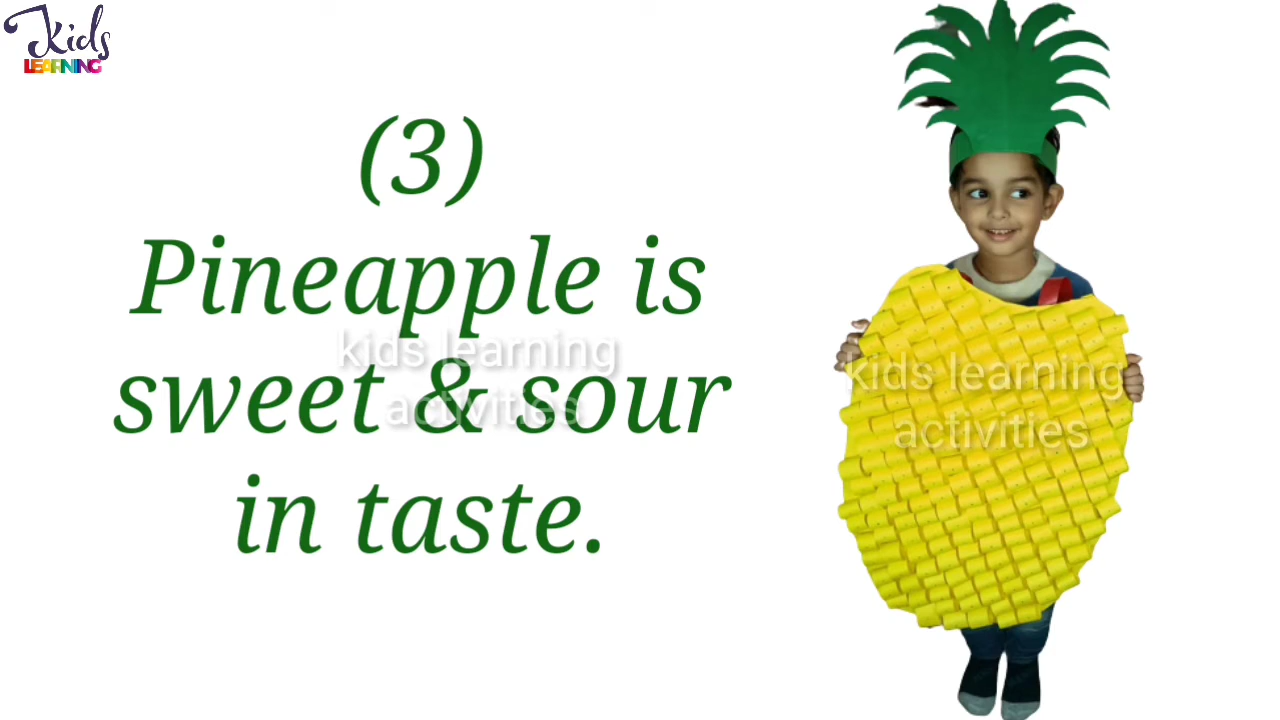 Kids
LEARNING
(3)
Pineapple is
sweet & sour
in taste.
kids learning
activities
kids learning
activities